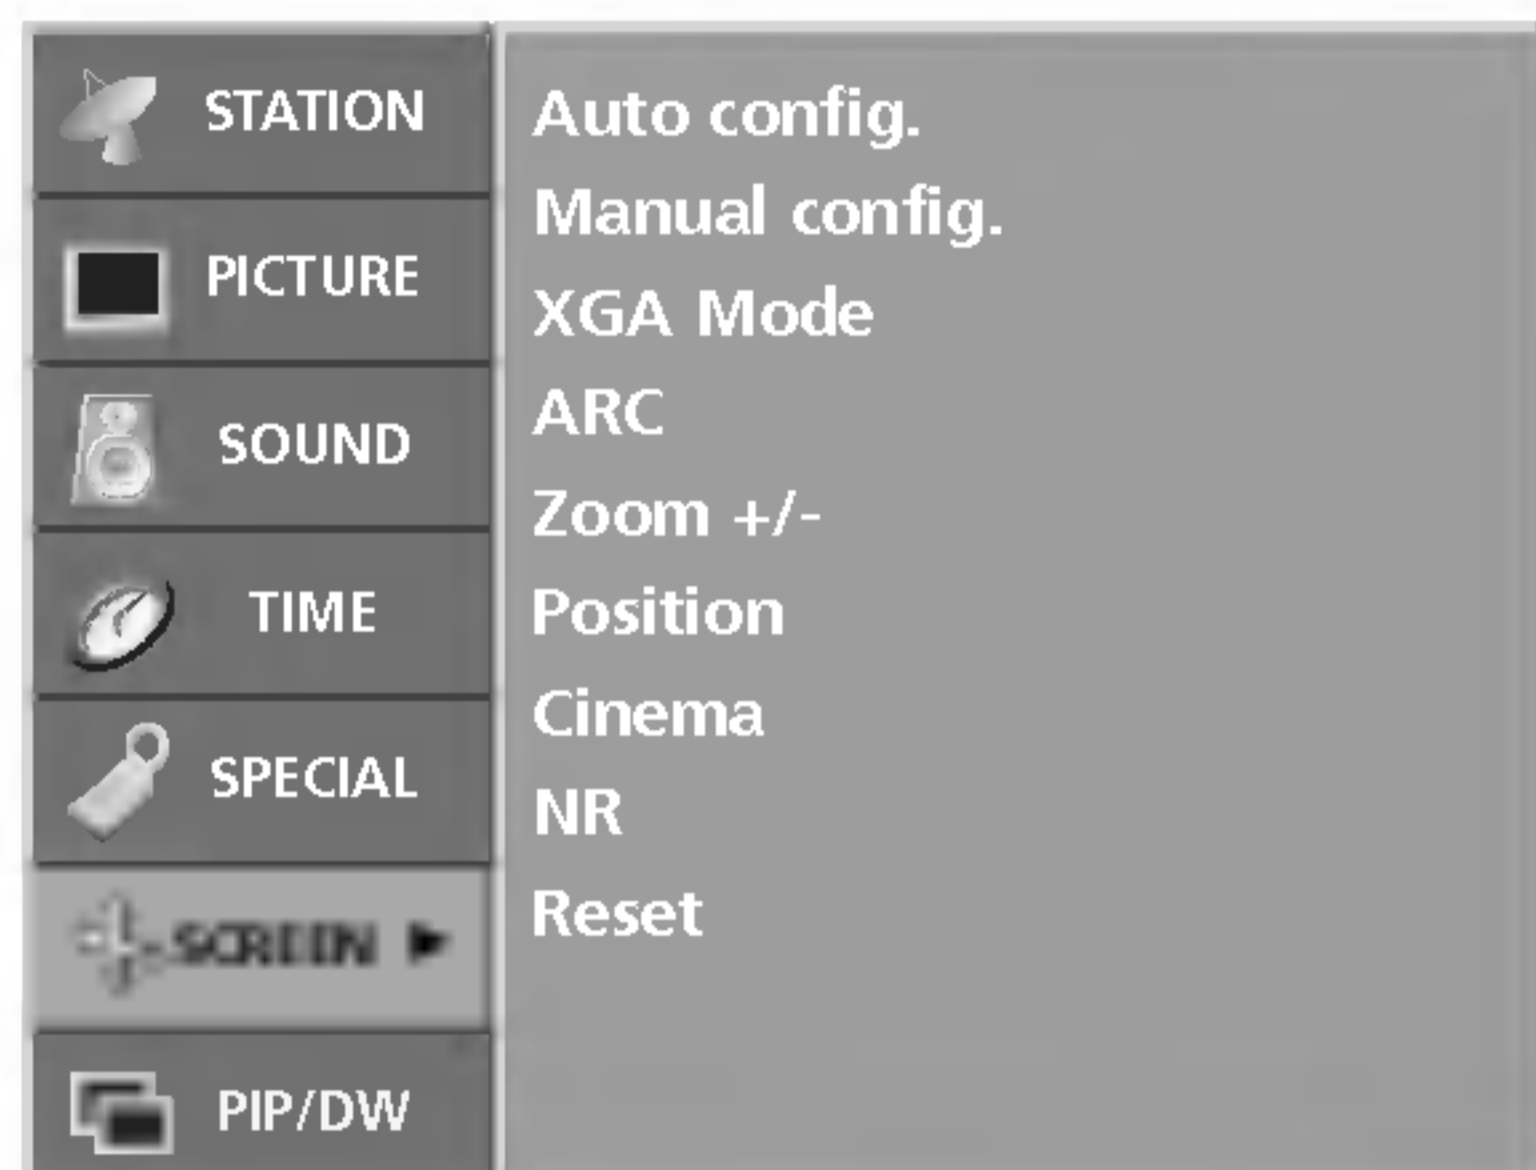 STATION
PICTURE
SOUND
TIME
SPECIAL
SCREEN
PIP/DW
Auto config.
Manual config.
XGA Mode
ARC
Zoom +/-
Position
Cinema
NR
Reset